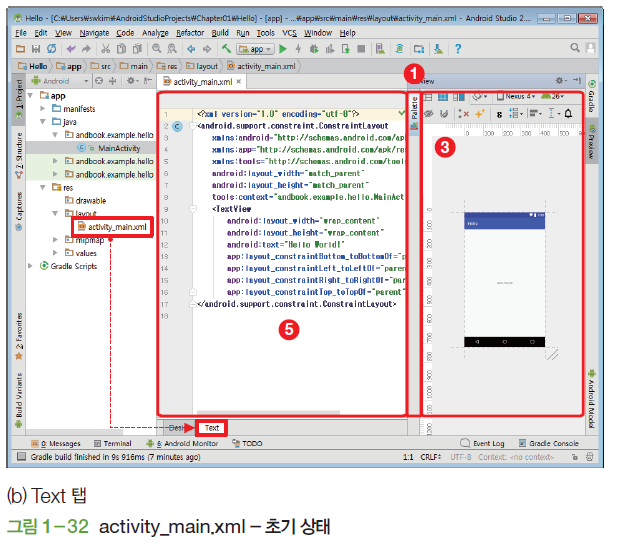 Hello - [C:₩Users₩swkim₩AndroidStudioProjects₩Chapter01₩Hello] - [app] - ...₩app₩src₩main₩res₩layout₩activity_main.xml - Android Studio 2....
File Edit View Navigate Code Analyze Refactor Build Run Tools VCS Window Help
app
Hello app src main res layout activity_main.xml
Android
activity_main.xml ×
1
1: Project
7: Structure
Captures
2: Favorites
Build Variants
app
manifests
java
andbook.example.hello
MainActivity
andbook.example.hello
andbook.example.hello
res
drawable
layout
activity_main.xml
mipmap
values
Gradle Scripts
1 <?xml version="1.0" encoding="utf-8"?>
2 <android.support.constraint.ConstraintLayout
3 xmlns:android="http://schemas.android.com/apk
4 xmlns:app="http://schemas.android.com/apk/re
5 xmlns:tools="http://schemas.android.com/tools
6 android:layout_width="match_parent"
7 android:layout_height="match_parent"
8 tools:context="andbook.example.hello.MainAct
9 <TextView
10 android:layout_width="wrap_content"
11 android:layout_height="wrap_content"
12 android:text="Hello World!"
13 app:layout_constraintBottom_toBottomOf="p
14 app:layout_constraintLeft_toLeftOf="paren
15 app:layout_constraintRight_toRightOf="par
16 app:layout_constraintTop_toTopOf="parent"
17 </android.support.constraint.ConstraintLayout>
18
5
Text
Palette
Nexus 4 26
3
Hello
Gradle
Preview
Android Model
0: Messages Terminal 6: Android Monitor TODO Event Log Gradle Console
Gradle build finished in 9s 916ms (7 minutes ago) 1:1 CRLF UTF-8 Context: <no context>
(b) Text 탭
그림 1-32 activity_main.xml – 초기 상태